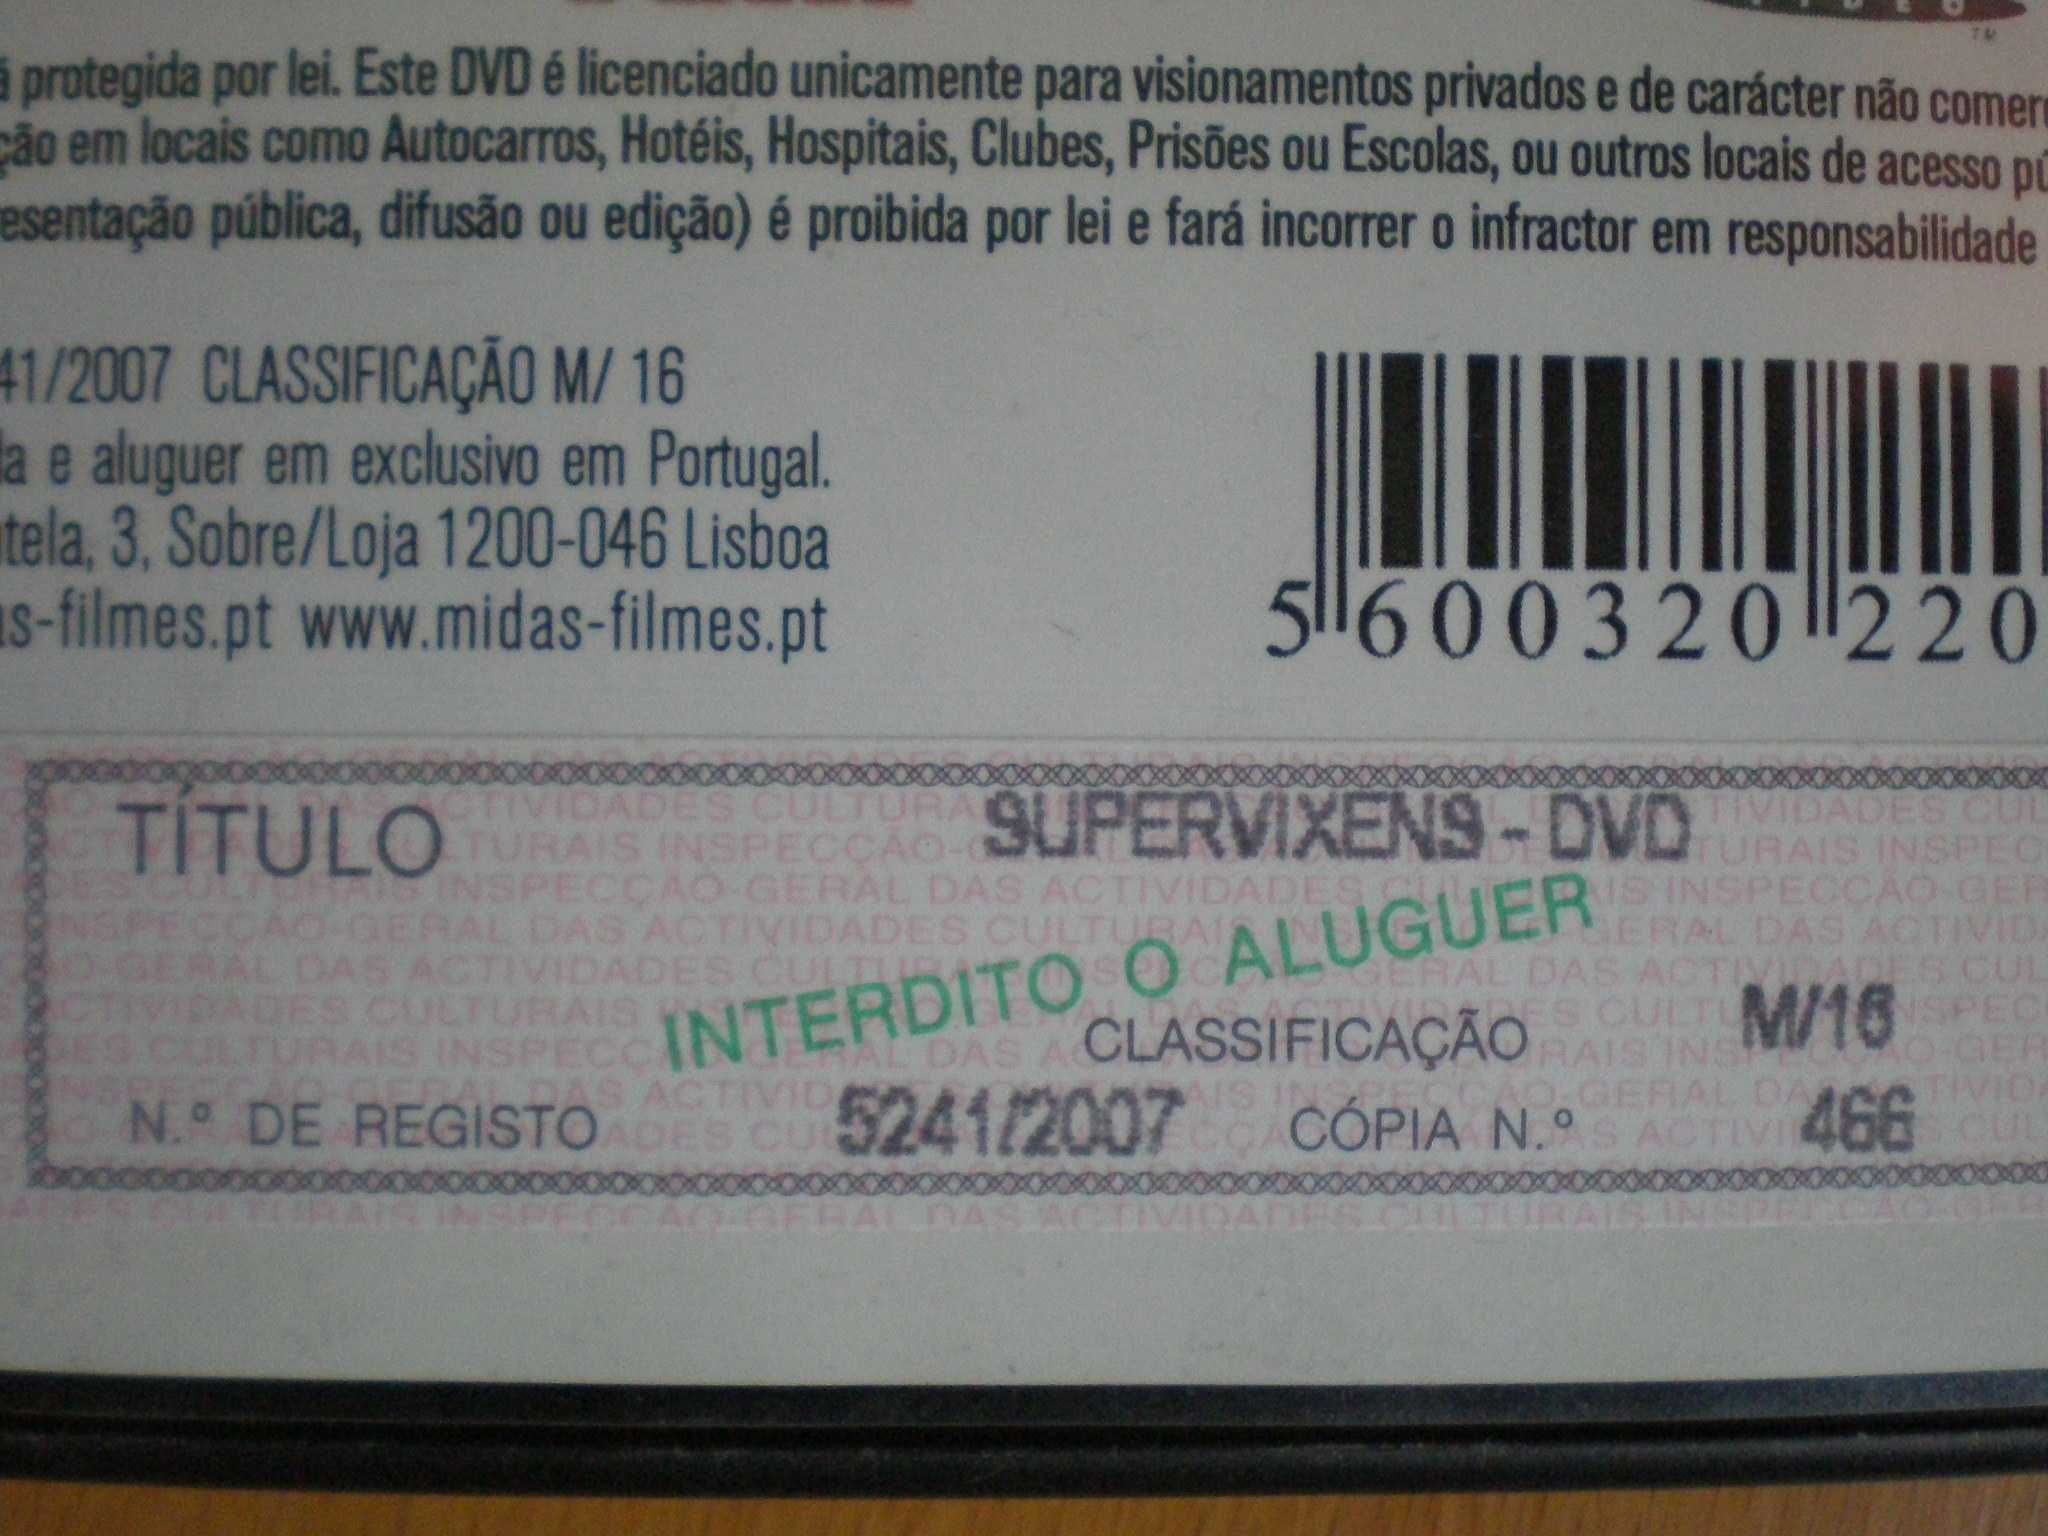 protegida por lei. Este DVD é licenciado unicamente para visionamentos privados e de carácter não
em locais como Autocarros, Hotéis, Hospitais, Clubes, Prisões ou Escolas, ou outros locais de acesso
pública, difusão ou edição) é proibida por lei e fará incorrer o infractor em responsabilidade
41/2007 CLASSIFICAÇÃO M/ 16
e aluguer em exclusivo em Portugal.
tela, 3, Sobre/Loja 1200-046 Lisboa
s-filmes.pt www.midas-filmes.pt
5 600320 220
TÍTULO SUPERVIXENS - DVD
INTERDITO O ALUGUER
CLASSIFICAÇÃO M/16
N.º DE REGISTO 5241/2007 CÓPIA N.º 466